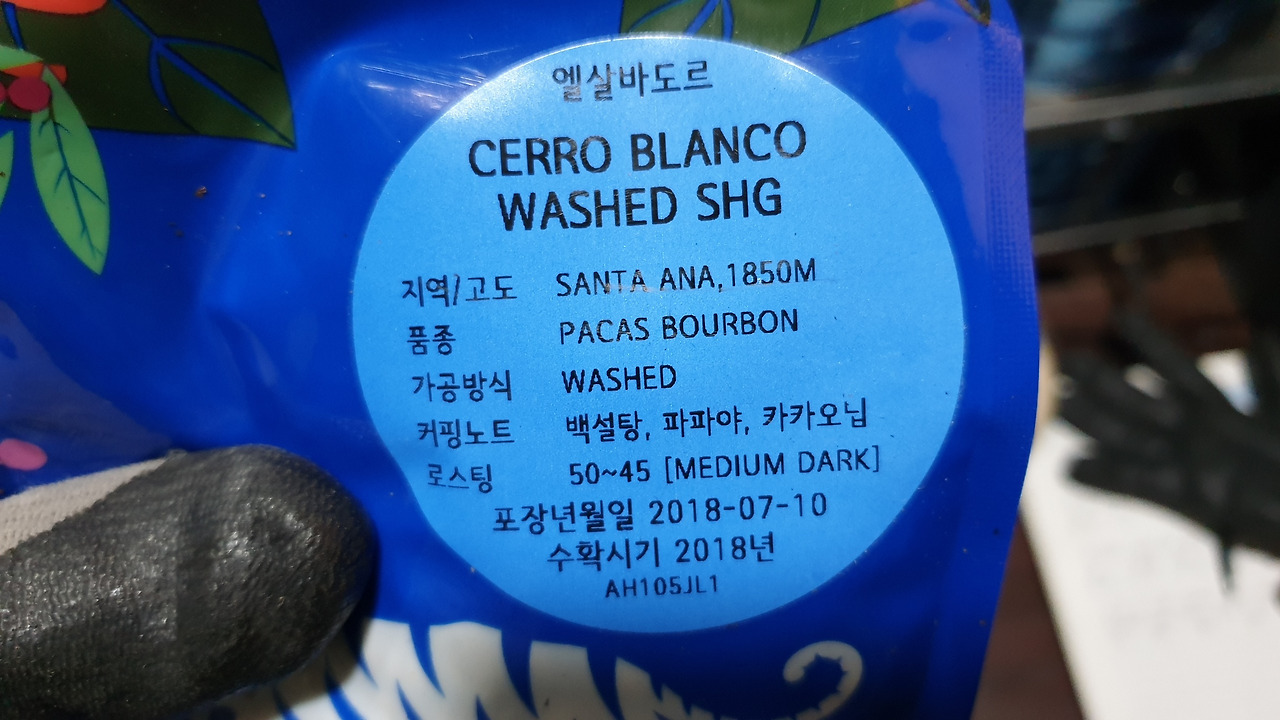 엘살바도르
CERRO BLANCO
WASHED SHG
지역/고도 SANTA ANA,1850M
품종 PACAS BOURBON
가공방식 WASHED
커핑노트 백설탕, 파파야, 카카오닙
로스팅 50~45 [MEDIUM DARK]
포장년월일 2018-07-10
수확시기 2018년
AH105JL1